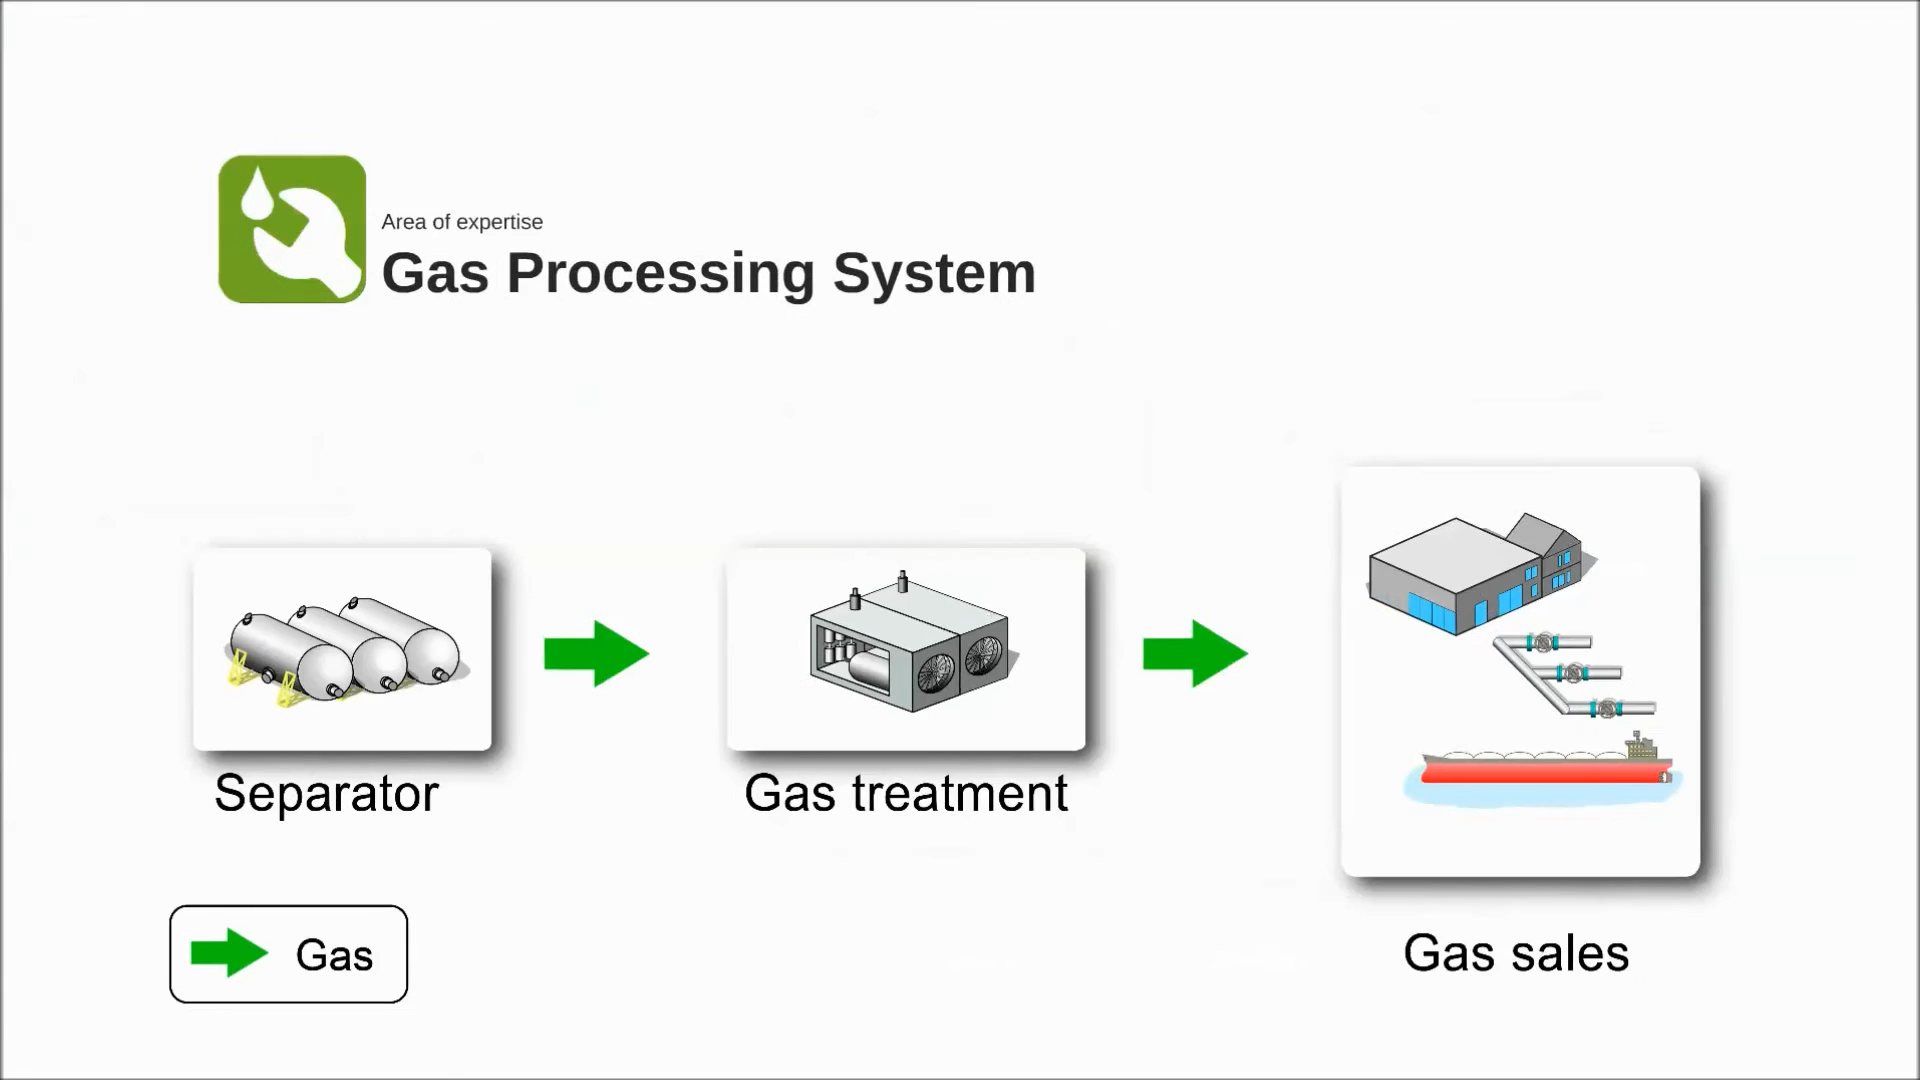 Area of expertise
Gas Processing System
Separator
Gas treatment
Gas sales
Gas